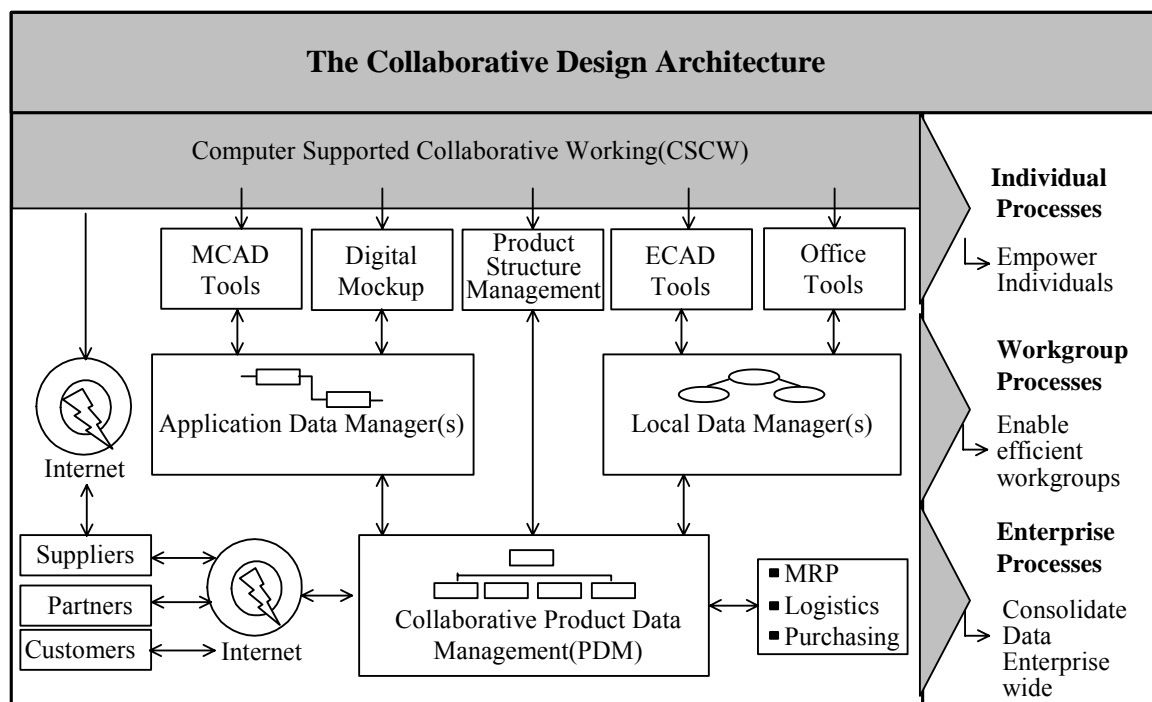 The Collaborative Design Architecture
Computer Supported Collaborative Working(CSCW)
MCAD
Tools
Digital
Mockup
Product
Structure
Management
ECAD
Tools
Office
Tools
Individual
Processes
Empower
Individuals
Application Data Manager(s)
Local Data Manager(s)
Workgroup
Processes
Enable
efficient
workgroups
Internet
Suppliers
Partners
Customers
Internet
Collaborative Product Data
Management(PDM)
MRP
Logistics
Purchasing
Enterprise
Processes
Consolidate
Data
Enterprise
wide